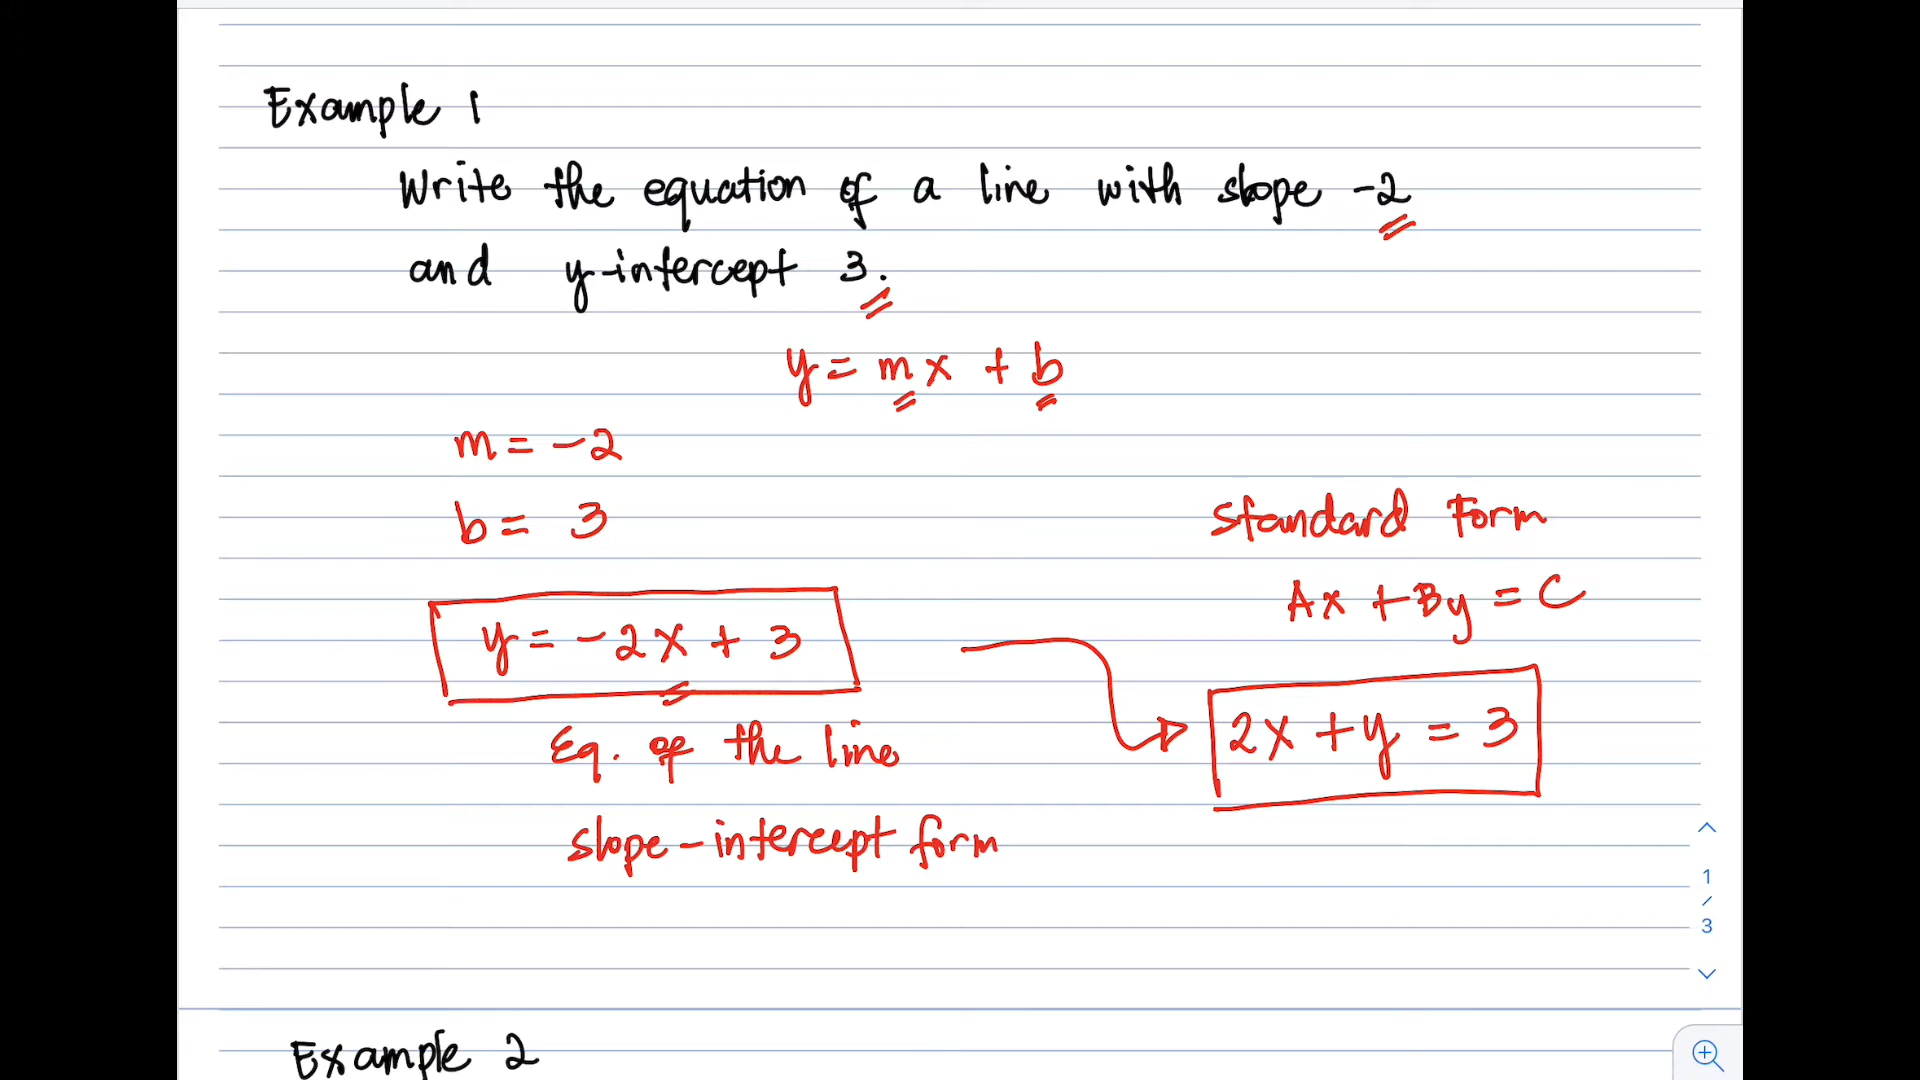 Example 1
Write the equation of a line with slope -2
and y-intercept 3.
y = mx + b
m = -2
b = 3
Standard Form
Ax + By = C
y = -2x + 3
2x + y = 3
Eq. of the line
slope-intercept form
1
/
3
Example 2